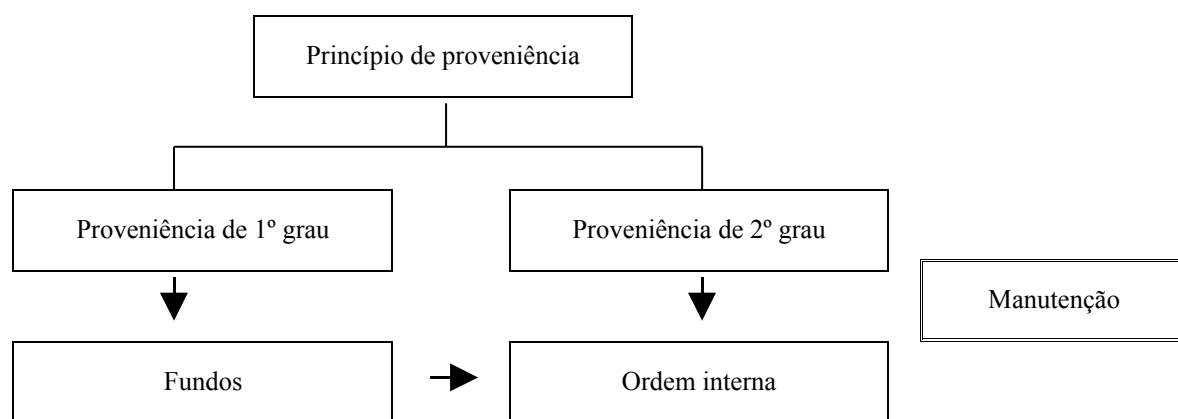 Princípio de proveniência
Proveniência de 1º grau
Proveniência de 2º grau
Manutenção
Fundos
Ordem interna